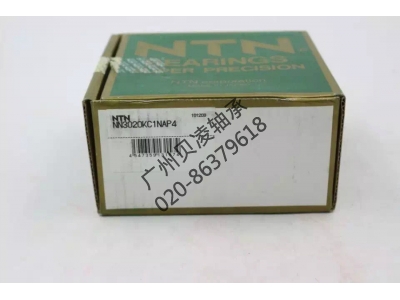 NTN
BEARINGS
SUPER PRECISION
NTN
NN3020KC1NAP4
广州贝凌轴承
020-86379618